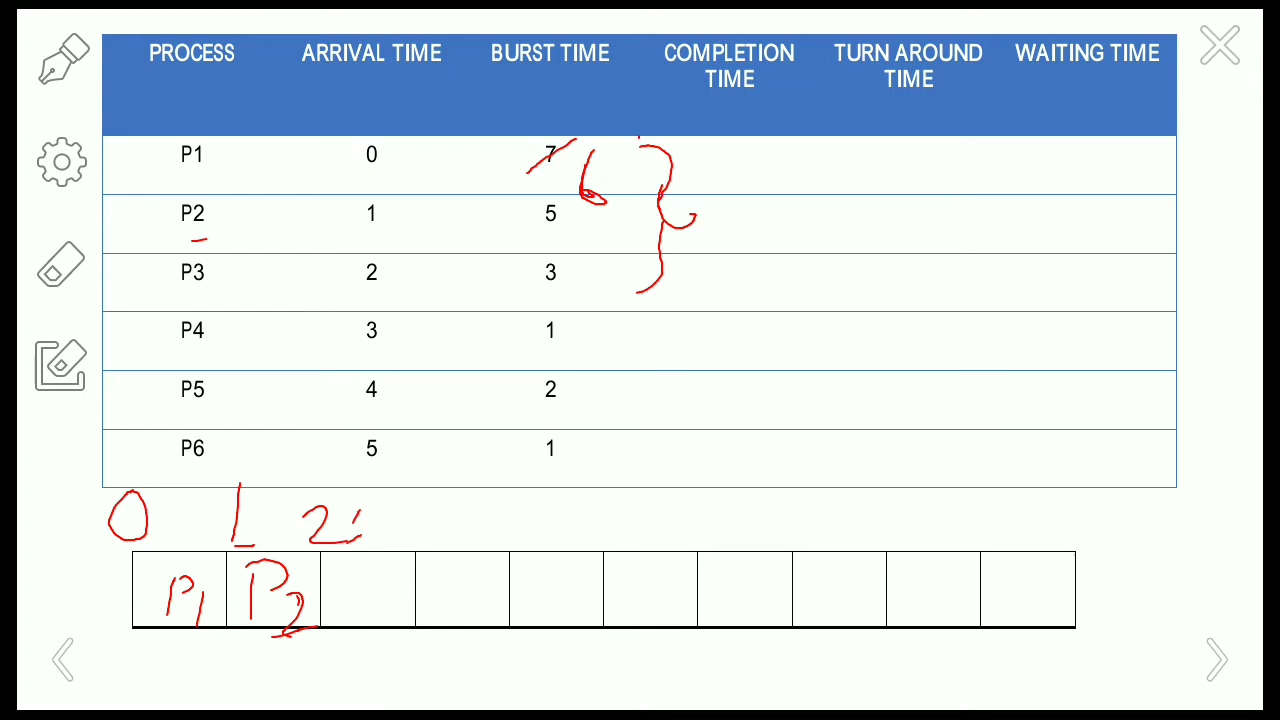 PROCESS ARRIVAL TIME BURST TIME COMPLETION TIME TURN AROUND TIME WAITING TIME
P1 0 7 6
P2 1 5
P3 2 3
P4 3 1
P5 4 2
P6 5 1
0 1 2
P1 P2